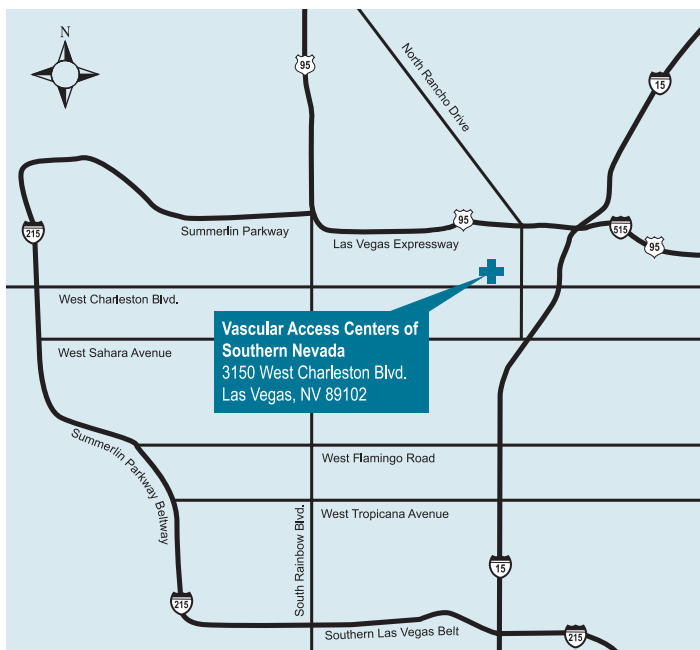 N
95
North Rancho Drive
15
215
Summerlin Parkway
Las Vegas Expressway
95
515
95
West Charleston Blvd.
Vascular Access Centers of
Southern Nevada
3150 West Charleston Blvd.
Las Vegas, NV 89102
West Sahara Avenue
Summerlin Parkway Beltway
West Flamingo Road
West Tropicana Avenue
South Rainbow Blvd.
15
215
Southern Las Vegas Belt
215